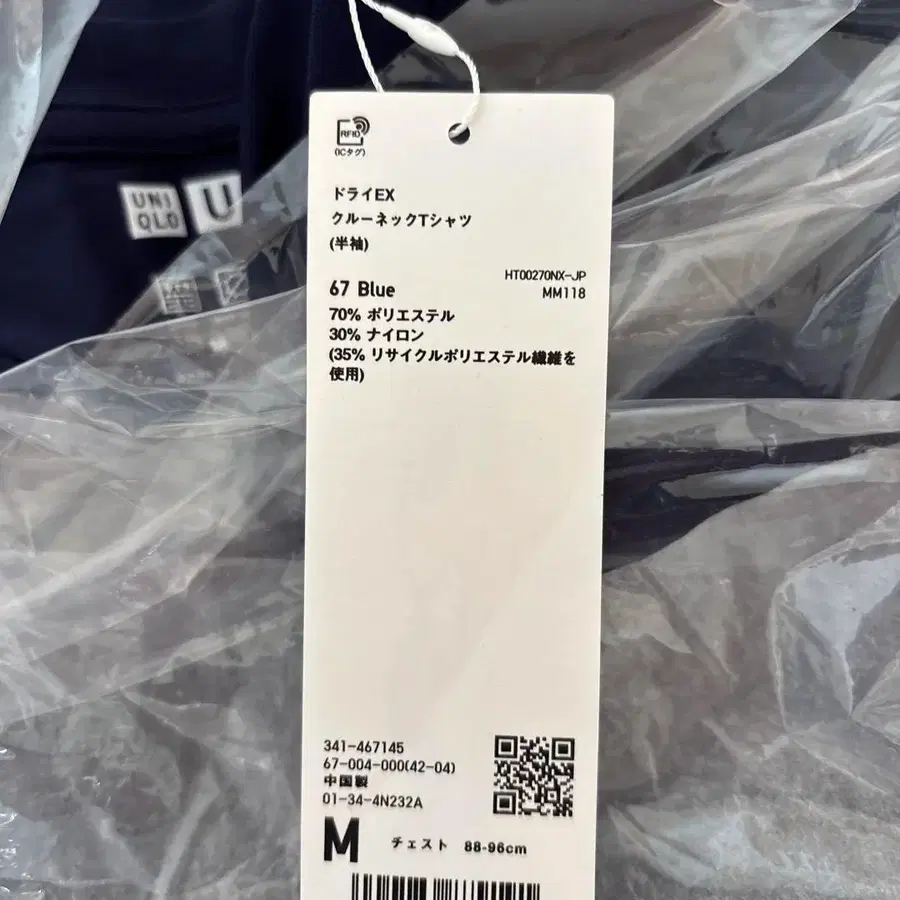 UNI
QLO
U
RFID
(ICタグ)
ドライEX
クルーネックTシャツ
(半袖)
HT00270NX-JP
67 Blue
MM118
70% ポリエステル
30% ナイロン
(35% リサイクルポリエステル繊維を
使用)
341-467145
67-004-000(42-04)
中国製
01-34-4N232A
M チェスト 88-96cm